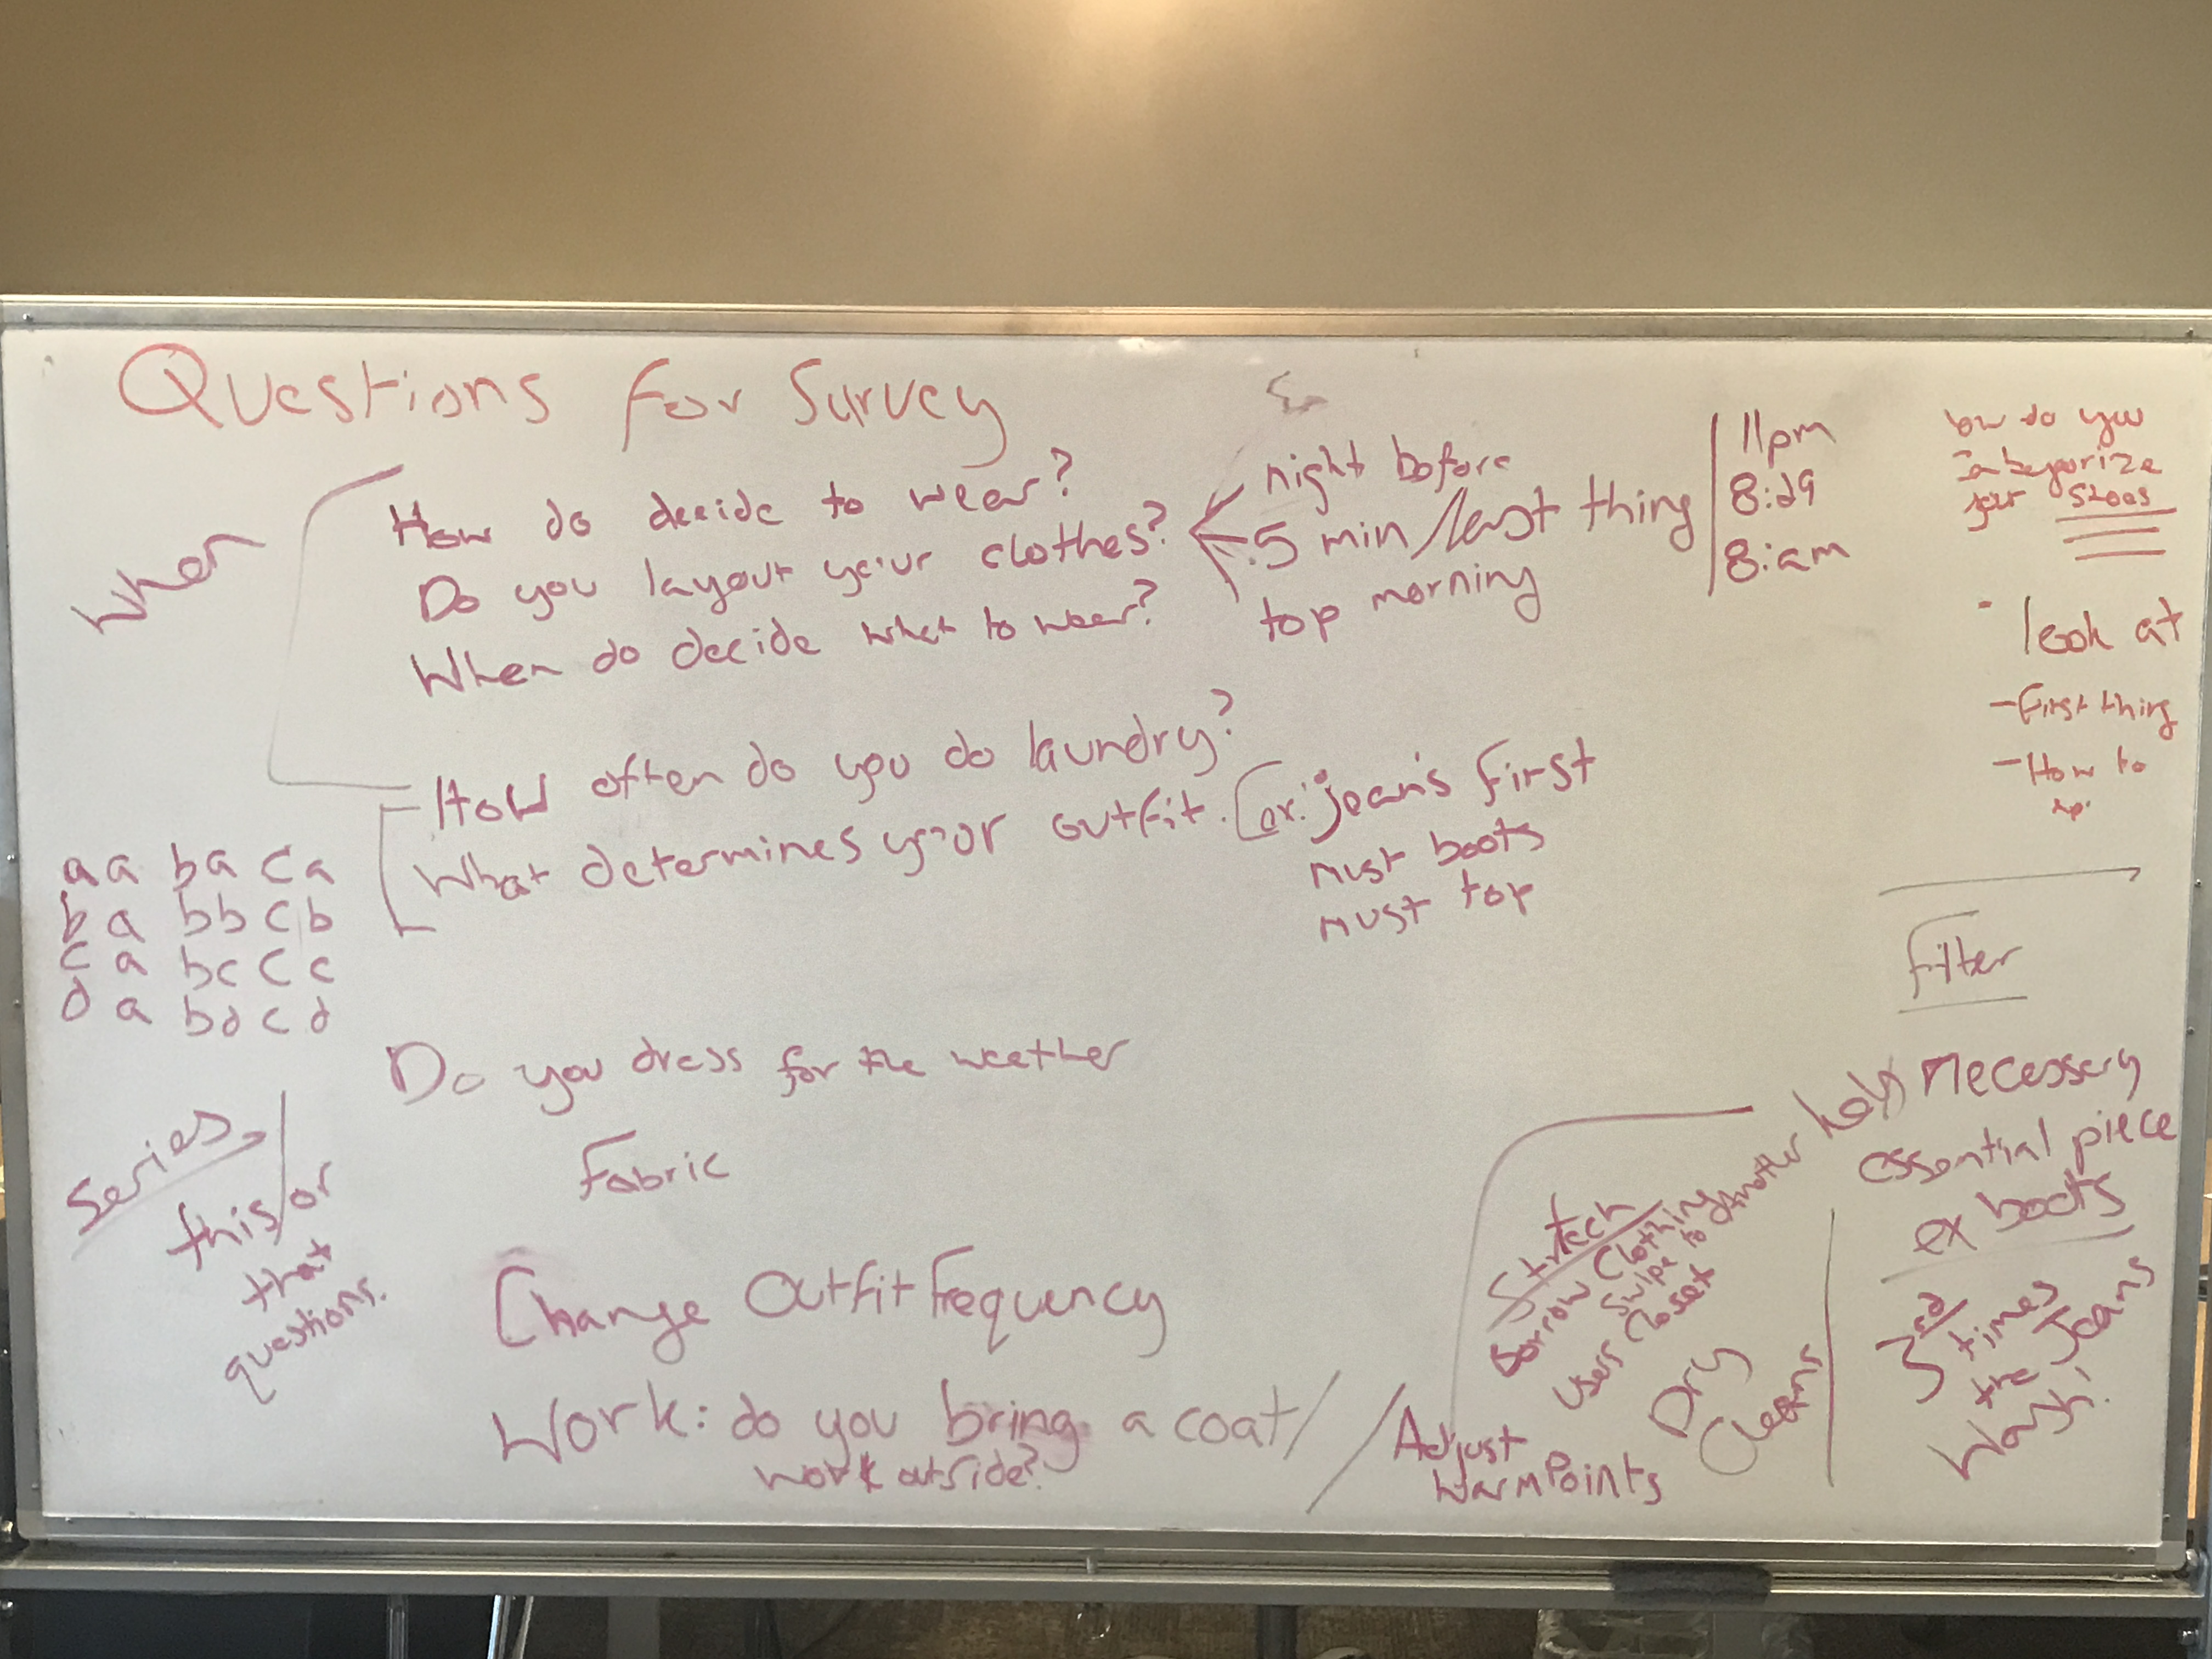 Questions for Survey
When
How do decide to wear?
Do you layout your clothes?
When do decide what to wear?
night before
5 min/last thing
top morning
11pm
8:29
8:am
How often do you do laundry?
What determines your outfit. (ex: jean's first
must boots
must top
aa ba ca
ba bb cb
ca bc cc
da bd cd
Do you dress for the weather
Fabric
Change Outfit Frequency
Work: do you bring a coat/
work outside?
Series
this/or
that
questions.
ow do you
your shoes
look at
- First thing
- How to
Filter
necessary
essential piece
ex boots
3rd
times
the Jeans
Wash!
Strtech
Borrow Clothing
Swipe to Another
Users Closet
Dry
Cleans
Adjust
WarmPoints